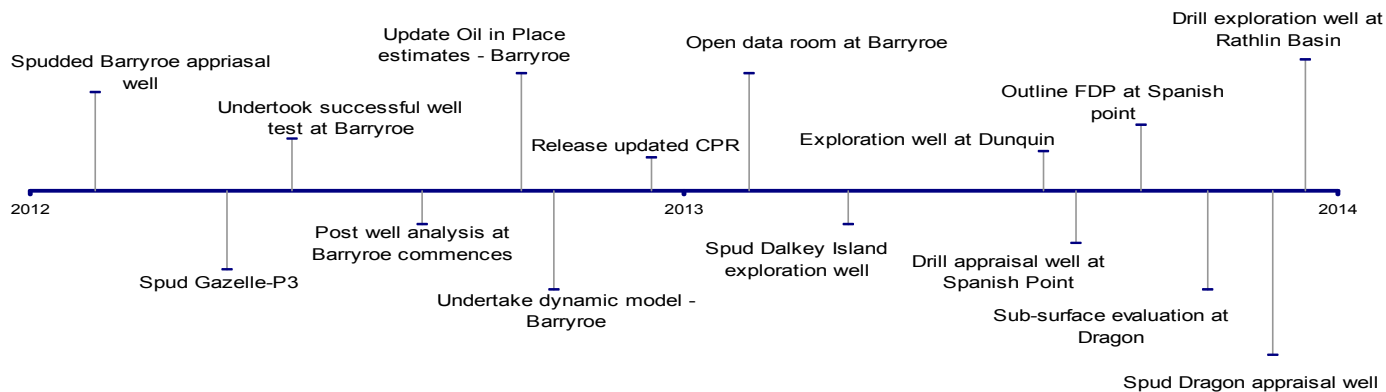 Spudded Barryroe appriasal
well
Undertook successful well
test at Barryroe
Update Oil in Place
estimates - Barryroe
Release updated CPR
Open data room at Barryroe
Exploration well at Dunquin
Outline FDP at Spanish
point
Drill exploration well at
Rathlin Basin
2012
2013
2014
Spud Gazelle-P3
Post well analysis at
Barryroe commences
Undertake dynamic model -
Barryroe
Spud Dalkey Island
exploration well
Drill appraisal well at
Spanish Point
Sub-surface evaluation at
Dragon
Spud Dragon appraisal well